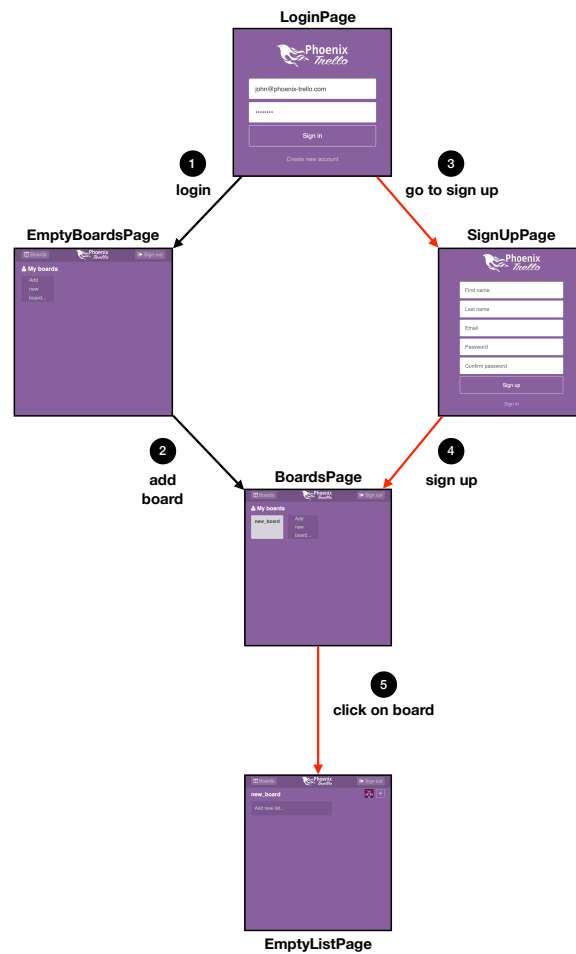 LoginPage
Phoenix
Trello
john@phoenix-trello.com
••••••••
Sign in
Create new account
1
login
3
go to sign up
EmptyBoardsPage
Boards
Phoenix
Trello
Sign out
My boards
Add
new
board...
SignUpPage
Phoenix
Trello
First name
Last name
Email
Password
Confirm password
Sign up
Sign in
2
add
board
4
sign up
BoardsPage
Boards
Phoenix
Trello
Sign out
My boards
new_board
Add
new
board...
5
click on board
Boards
Phoenix
Trello
Sign out
new_board
+
Add new list...
EmptyListPage